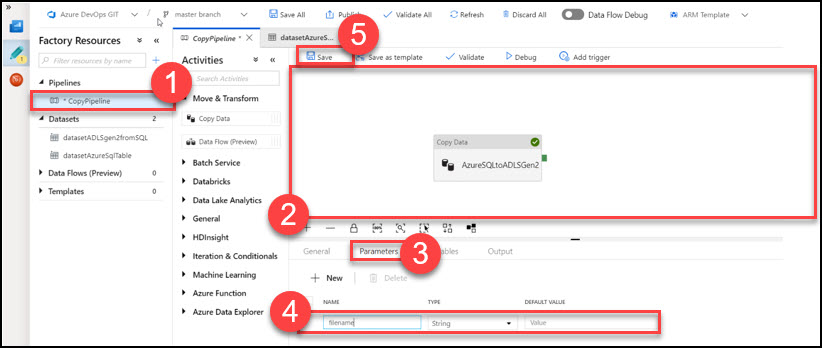 Azure DevOps GIT
master branch
Save All
Publish
Validate All
Refresh
Discard All
Data Flow Debug
ARM Template
Factory Resources
CopyPipeline *
datasetAzureS...
5
Filter resources by name
Activities
Save
Save as template
Validate
Debug
Add trigger
1
Search Activities
Pipelines
* CopyPipeline
Move & Transform
Datasets 2
Copy Data
datasetADLSgen2fromSQL
Data Flow (Preview)
datasetAzureSqlTable
Copy Data
AzureSQLtoADLSGen2
Data Flows (Preview) 0
Templates 0
Batch Service
Databricks
Data Lake Analytics
General
HDInsight
Iteration & Conditionals
Machine Learning
Azure Function
Azure Data Explorer
2
General
Parameters
3
Output
New
Delete
NAME
TYPE
DEFAULT VALUE
4
filename
String
Value